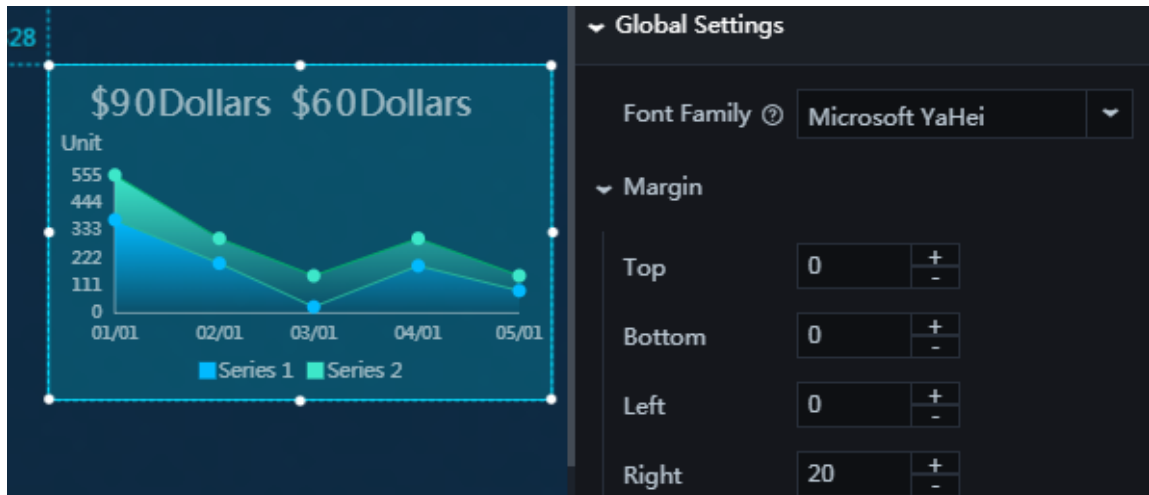 28
$90Dollars $60Dollars
Unit
555
444
333
222
111
0
01/01 02/01 03/01 04/01 05/01
Series 1 Series 2
Global Settings
Font Family ? Microsoft YaHei
Margin
Top 0 + -
Bottom 0 + -
Left 0 + -
Right 20 + -